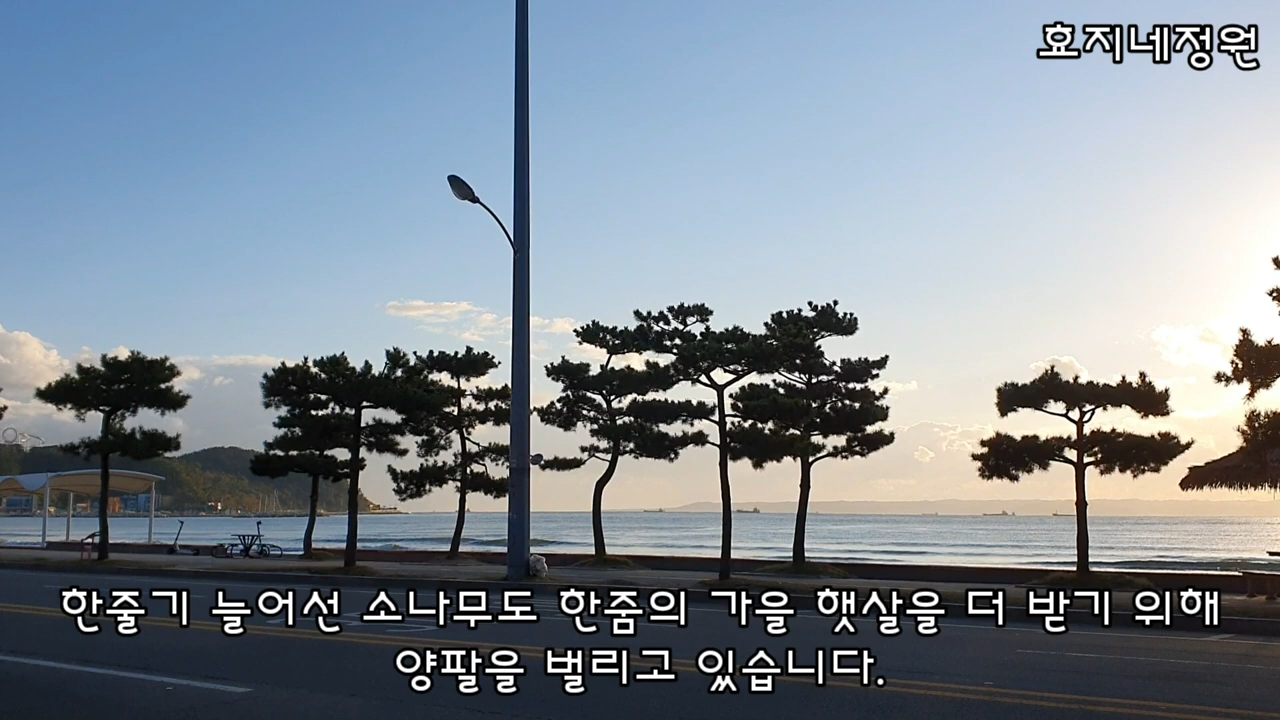 효지네정원
한줄기 늘어선 소나무도 한줌의 가을 햇살을 더 받기 위해
양팔을 벌리고 있습니다.